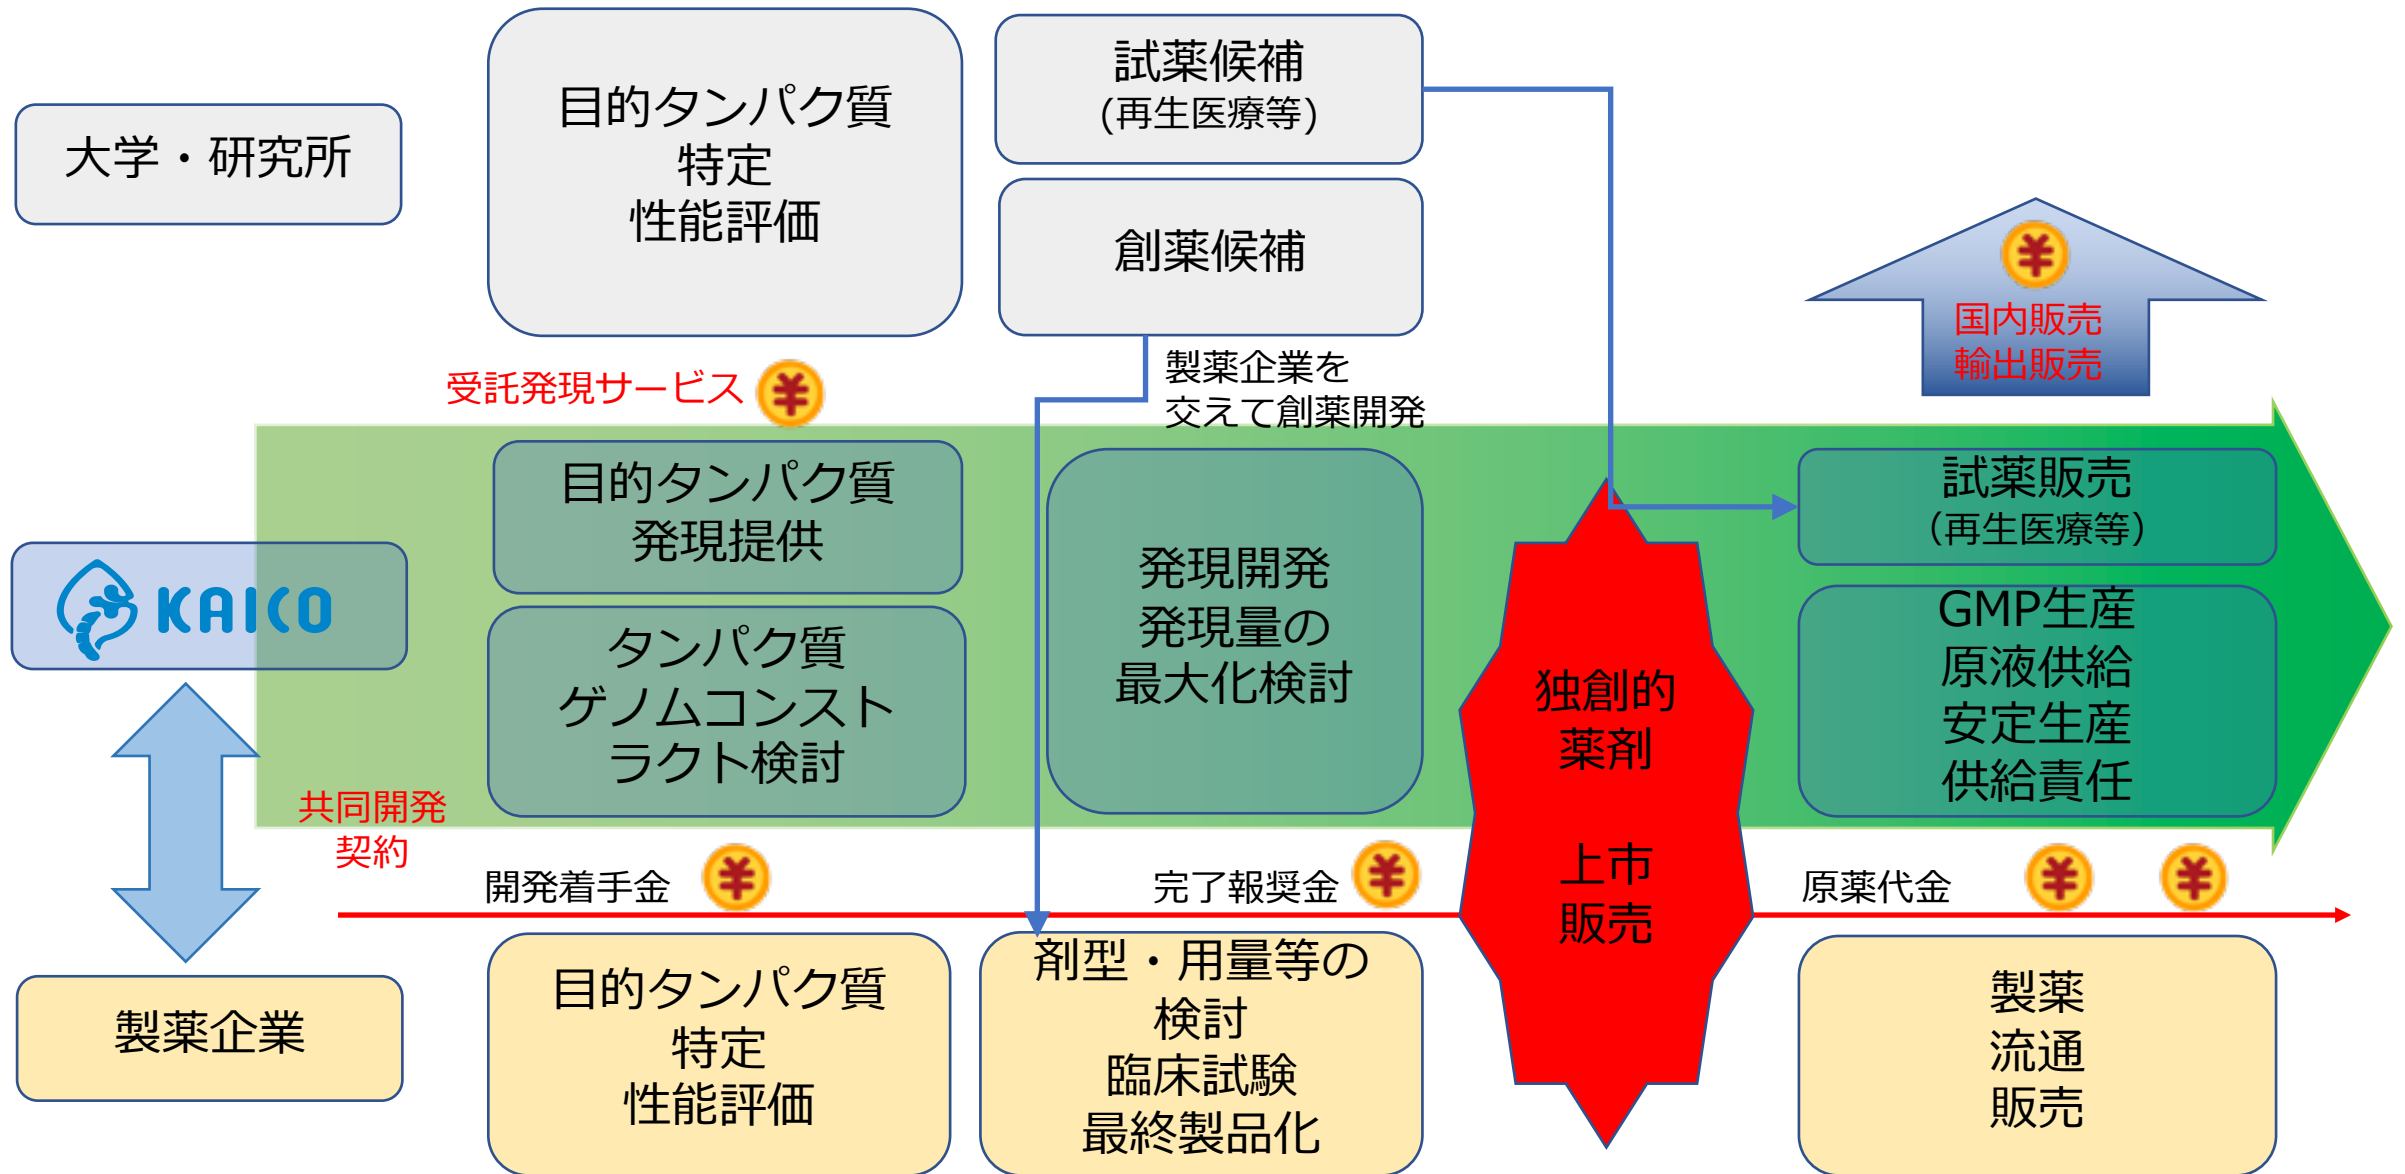 大学・研究所
目的タンパク質
特定
性能評価
試薬候補
(再生医療等)
創薬候補
¥
国内販売
輸出販売
受託発現サービス
¥
製薬企業を
交えて創薬開発
KAICO
目的タンパク質
発現提供
タンパク質
ゲノムコンスト
ラクト検討
発現開発
発現量の
最大化検討
独創的
薬剤
上市
販売
試薬販売
（再生医療等）
GMP生産
原液供給
安定生産
供給責任
共同開発
契約
開発着手金
¥
完了報奨金
¥
原薬代金
¥
¥
製薬企業
目的タンパク質
特定
性能評価
剤型・用量等の
検討
臨床試験
最終製品化
製薬
流通
販売